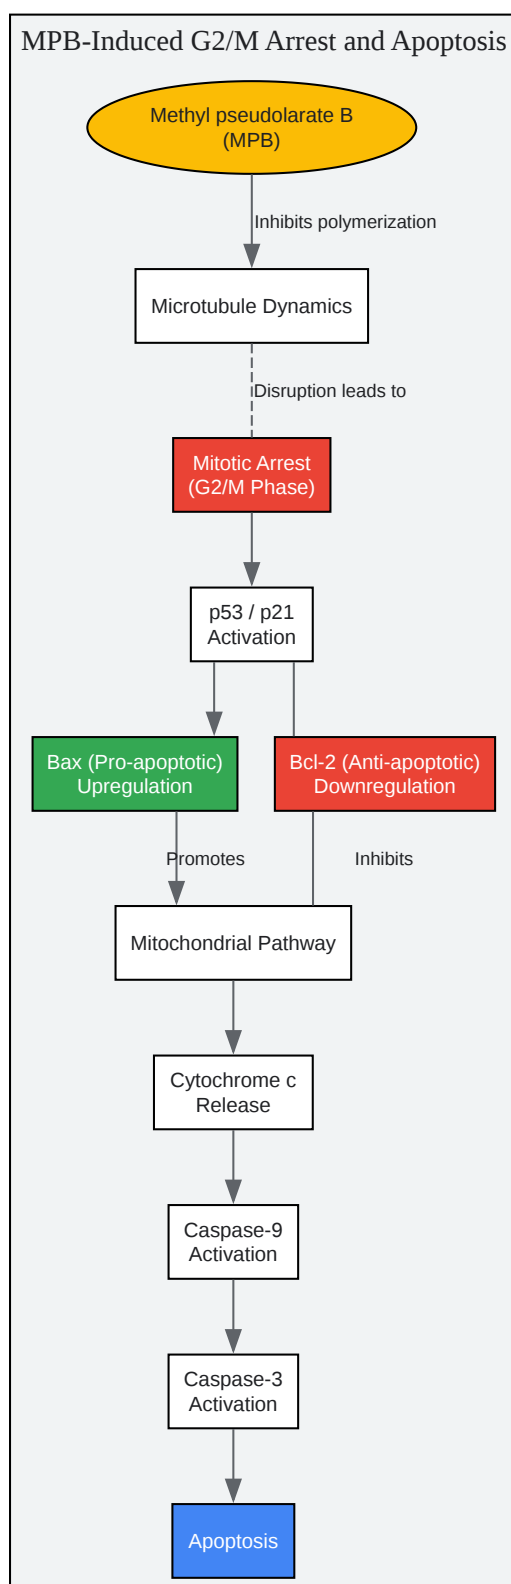 MPB-Induced G2/M Arrest and Apoptosis
Methyl pseudolarate B
(MPB)
Inhibits polymerization
Microtubule Dynamics
Disruption leads to
Mitotic Arrest
(G2/M Phase)
p53 / p21
Activation
Bax (Pro-apoptotic)
Upregulation
Bcl-2 (Anti-apoptotic)
Downregulation
Promotes
Inhibits
Mitochondrial Pathway
Cytochrome c
Release
Caspase-9
Activation
Caspase-3
Activation
Apoptosis